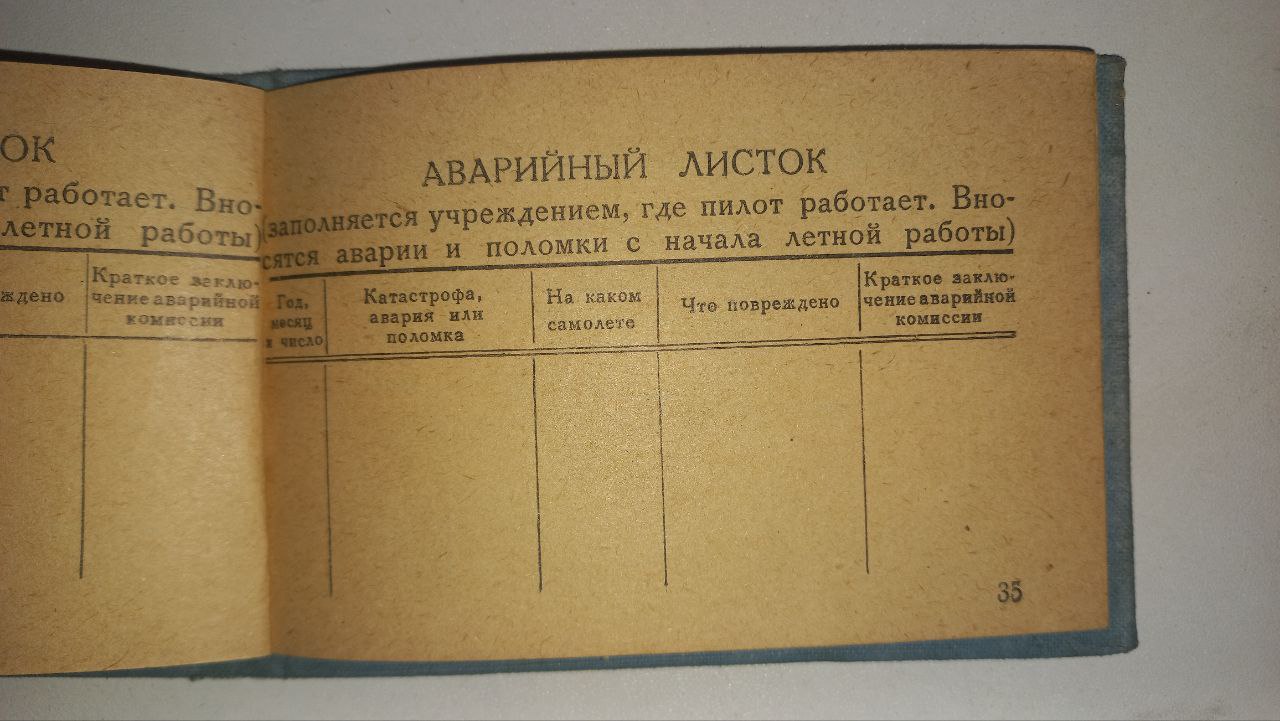 ОК
т работает. Вно-
летной работы)
ждено
Краткое заклю-
чение аварийной
комиссии
АВАРИЙНЫЙ ЛИСТОК
(заполняется учреждением, где пилот работает. Вно-
сятся аварии и поломки с начала летной работы)
Год,
месяц
и число
Катастрофа,
авария или
поломка
На каком
самолете
Что повреждено
Краткое заклю-
чение аварийной
комиссии
35